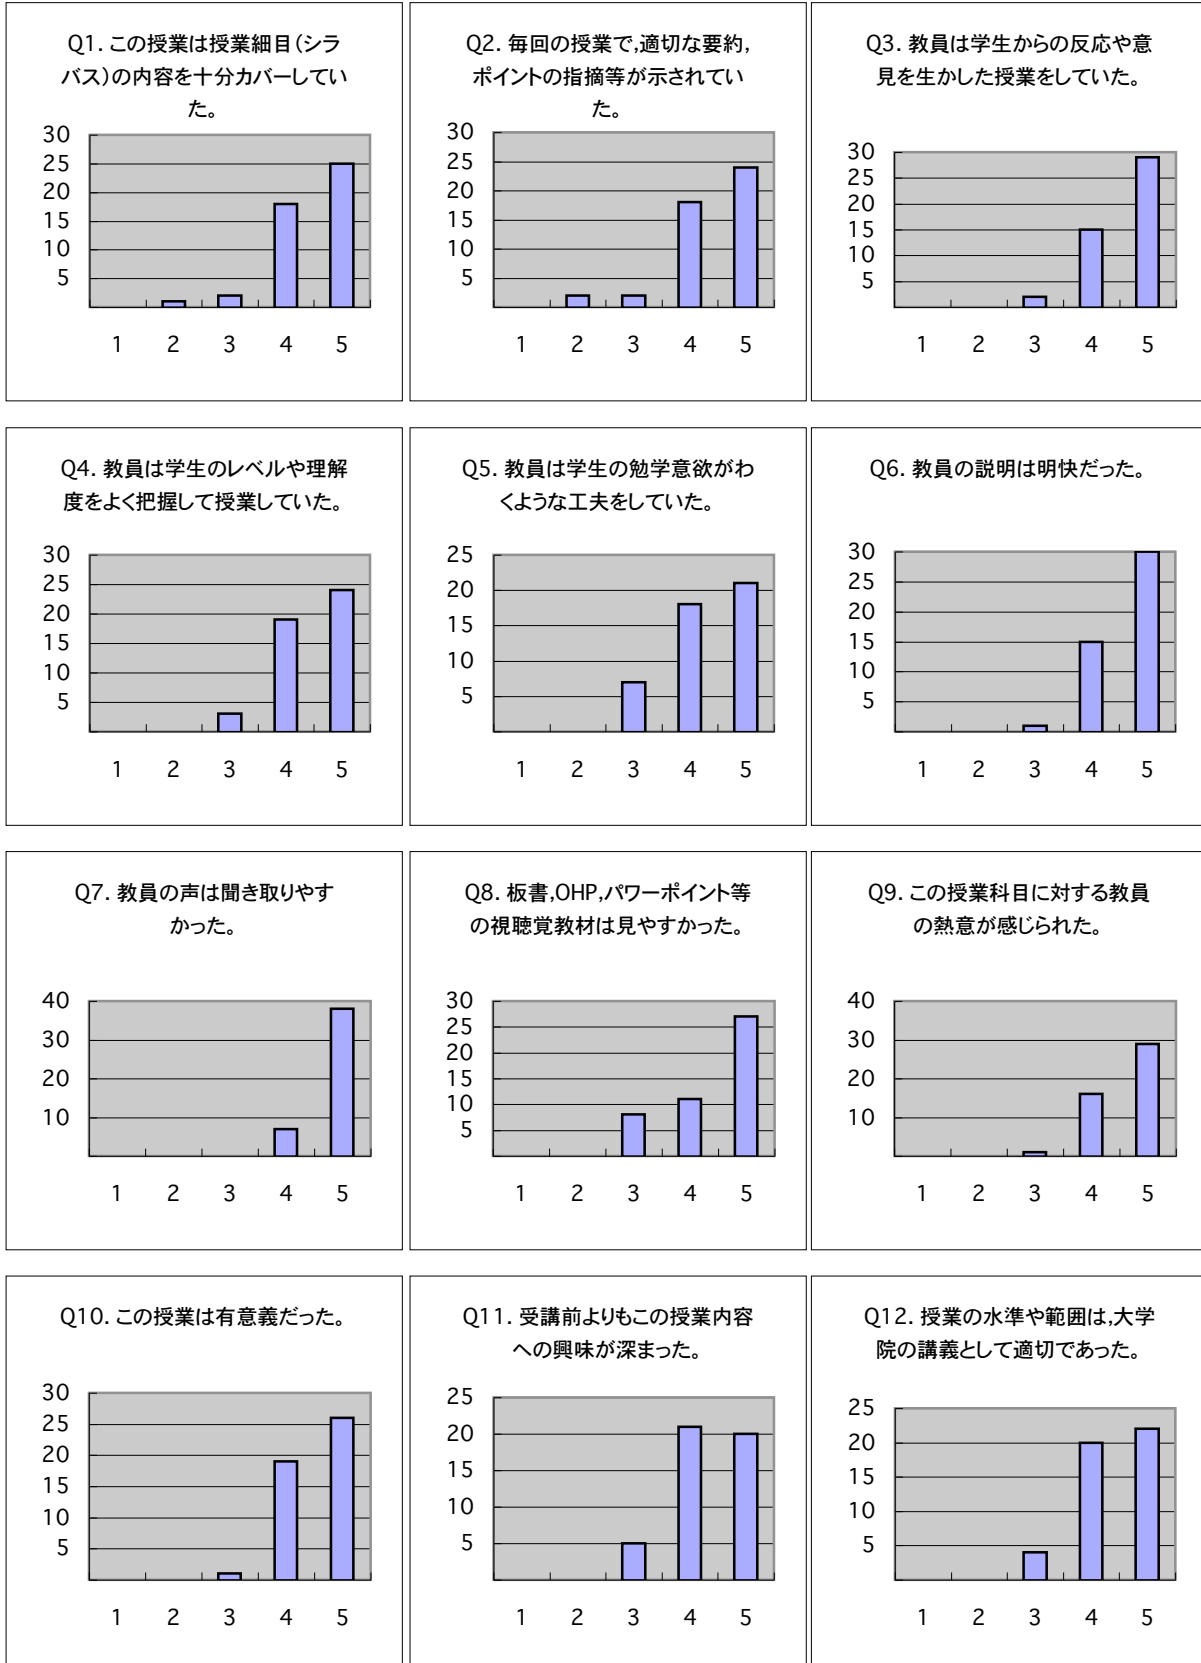 Q1. この授業は授業細目(シラ
バス)の内容を十分カバーしてい
た。
30
25
20
15
10
5
1 2 3 4 5
Q2. 毎回の授業で,適切な要約,
ポイントの指摘等が示されてい
た。
30
25
20
15
10
5
1 2 3 4 5
Q3. 教員は学生からの反応や意
見を生かした授業をしていた。
30
25
20
15
10
5
1 2 3 4 5
Q4. 教員は学生のレベルや理解
度をよく把握して授業していた。
30
25
20
15
10
5
1 2 3 4 5
Q5. 教員は学生の勉学意欲がわ
くような工夫をしていた。
25
20
15
10
5
1 2 3 4 5
Q6. 教員の説明は明快だった。
30
25
20
15
10
5
1 2 3 4 5
Q7. 教員の声は聞き取りやす
かった。
40
30
20
10
1 2 3 4 5
Q8. 板書,OHP,パワーポイント等
の視聴覚教材は見やすかった。
30
25
20
15
10
5
1 2 3 4 5
Q9. この授業科目に対する教員
の熱意が感じられた。
40
30
20
10
1 2 3 4 5
Q10. この授業は有意義だった。
30
25
20
15
10
5
1 2 3 4 5
Q11. 受講前よりもこの授業内容
への興味が深まった。
25
20
15
10
5
1 2 3 4 5
Q12. 授業の水準や範囲は,大学
院の講義として適切であった。
25
20
15
10
5
1 2 3 4 5